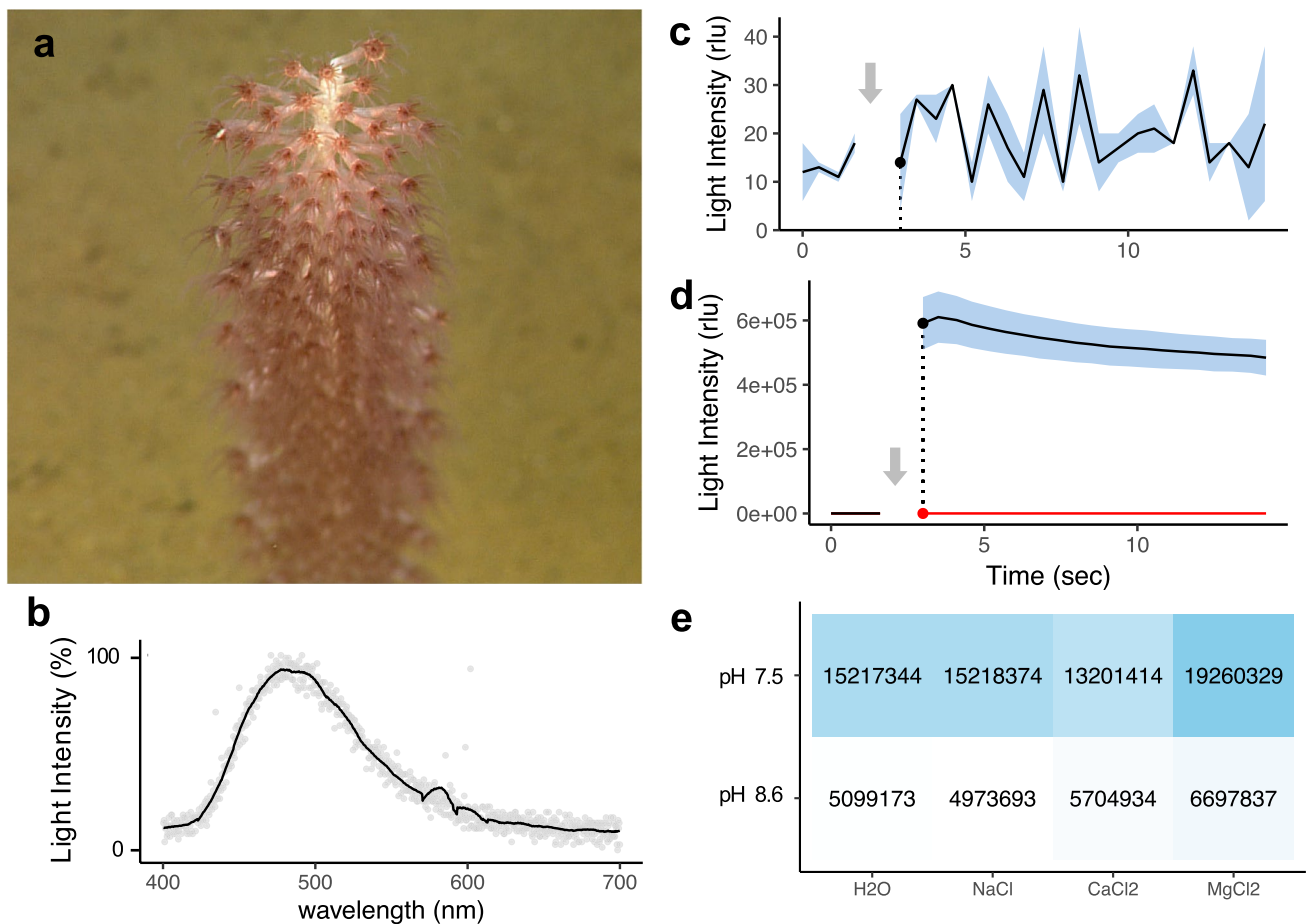 a
b
Light Intensity (%)
100
0
400 500 600 700
wavelength (nm)
c
Light Intensity (rlu)
40
30
20
10
0
0 5 10
d
Light Intensity (rlu)
6e+05
4e+05
2e+05
0e+00
0 5 10
Time (sec)
e
pH 7.5 15217344 15218374 13201414 19260329
pH 8.6 5099173 4973693 5704934 6697837
H2O NaCl CaCl2 MgCl2